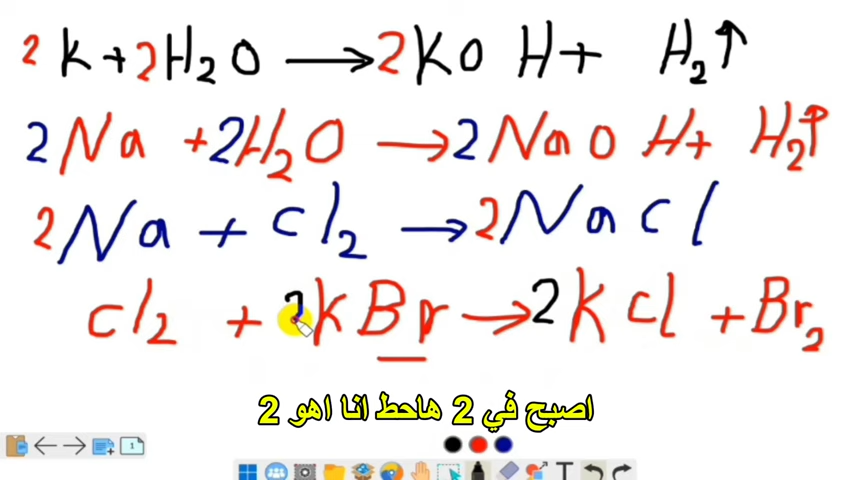 2K + 2H₂O → 2KOH + H₂↑
2Na + 2H₂O → 2NaOH + H₂↑
2Na + Cl₂ → 2NaCl
Cl₂ + 2KBr → 2KCl + Br₂
اصبح في 2 هاحط انا اهو 2
1
T